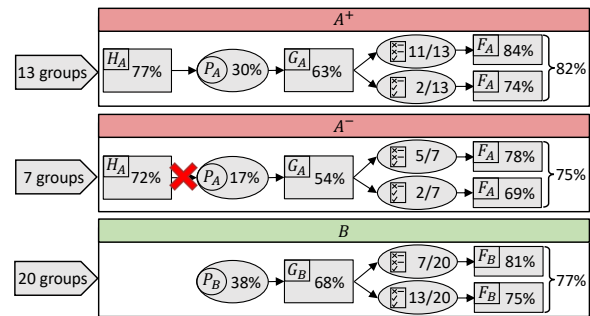 A+
13 groups
H_A 77%
P_A 30%
G_A 63%
11/13
F_A 84%
2/13
F_A 74%
82%
A−
7 groups
H_A 72%
P_A 17%
G_A 54%
5/7
F_A 78%
2/7
F_A 69%
75%
B
20 groups
P_B 38%
G_B 68%
7/20
F_B 81%
13/20
F_B 75%
77%